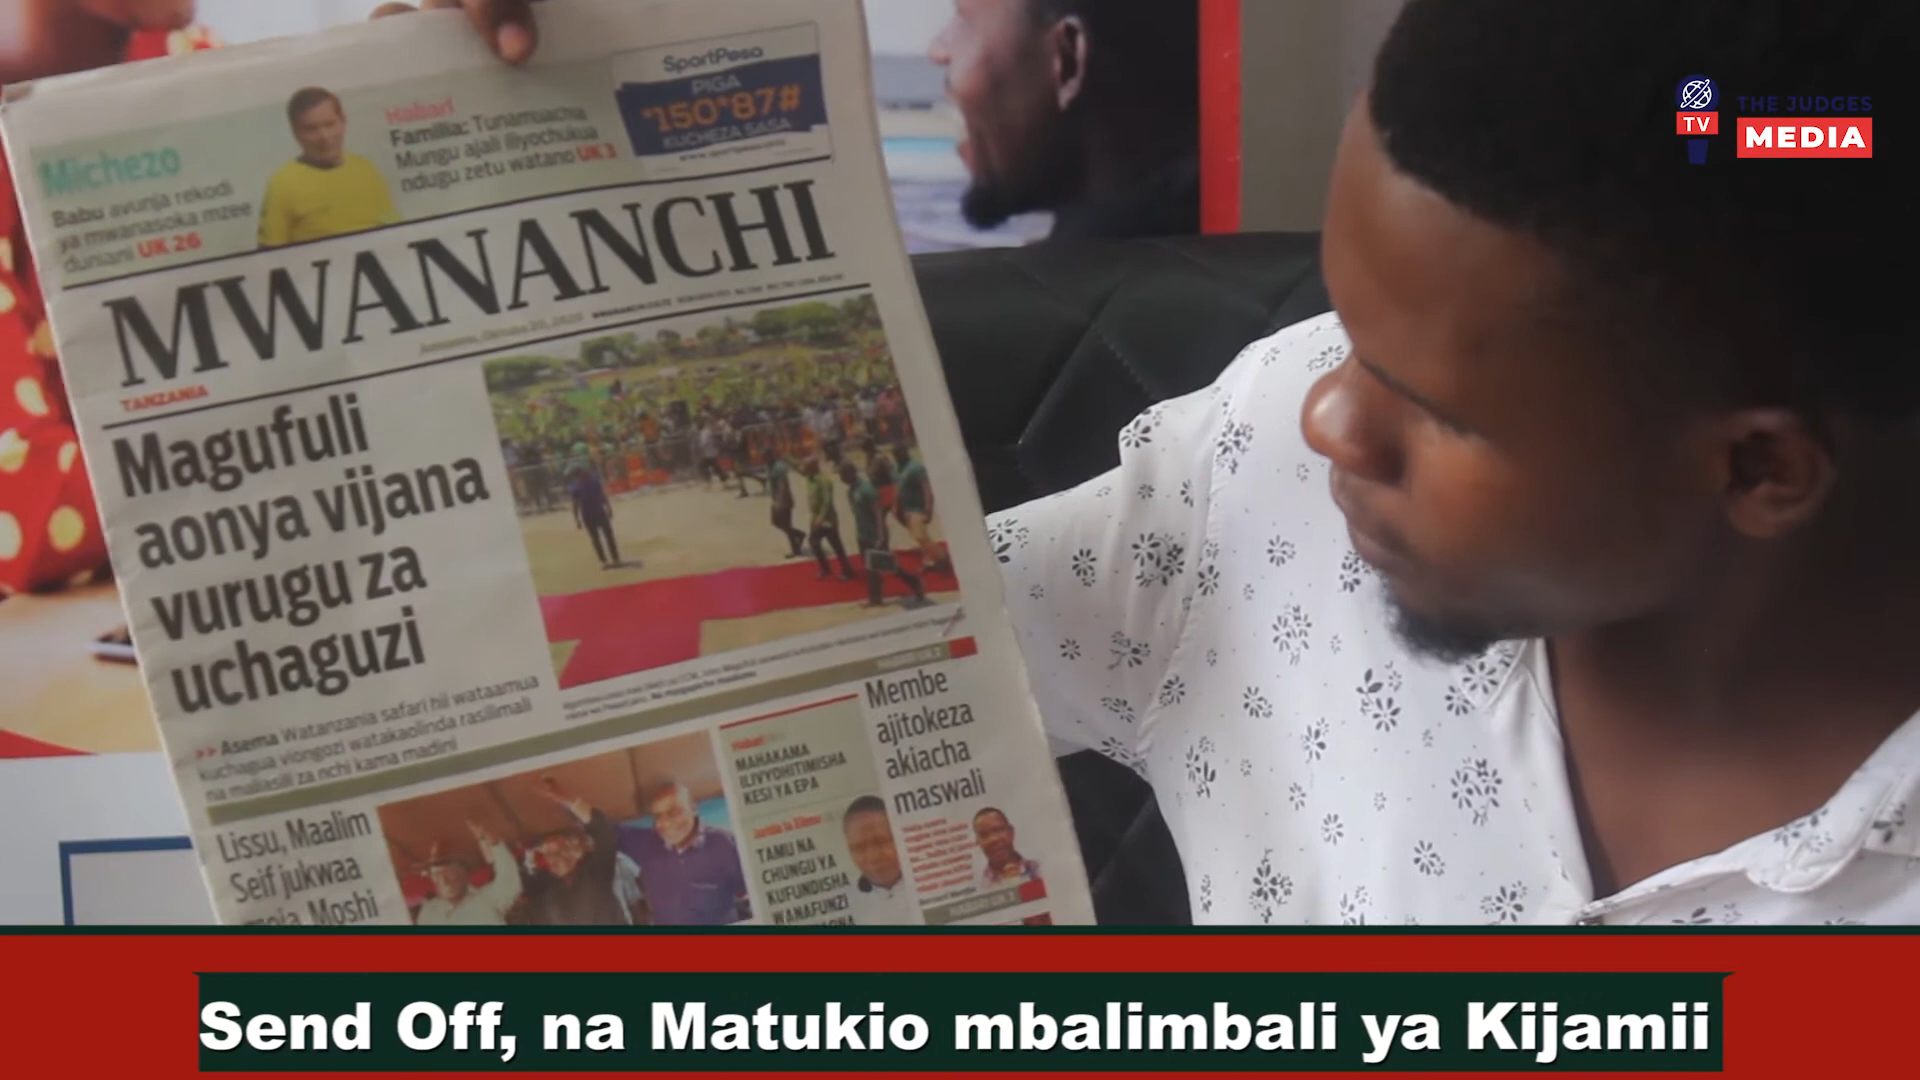 THE JUDGES
TV
MEDIA
SportPesa
PIGA
*150*87#
KUCHEZA SASA
Habari
Familia: Tunamuachia
Mungu ajali iliyochukua
ndugu zetu watano UK 3
Michezo
Babu avunja rekodi
ya mwanasoka mzee
duniani UK 26
MWANANCHI
TANZANIA
Magufuli
aonya vijana
vurugu za
uchaguzi
>> Asema Watanzania safari hii wataamua
kuchagua viongozi watakaolinda rasilimali
na maliasili za nchi kama madini
Lissu, Maalim
Seif jukwaa
moja, Moshi
Habari
MAHAKAMA
ILIVYOHITIMISHA
KESI YA EPA
TAMU NA
CHUNGU YA
KUFUNDISHA
WANAFUNZI
Membe
ajitokeza
akiacha
maswali
Send Off, na Matukio mbalimbali ya Kijamii